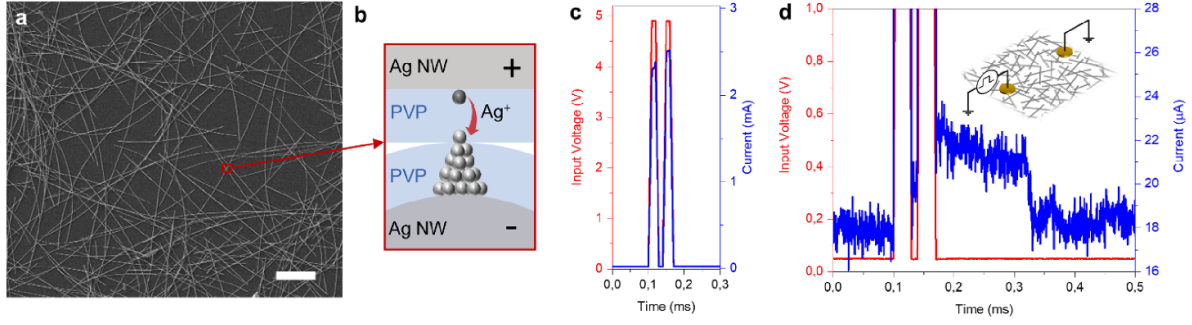 a
b
Ag NW +
PVP
Ag⁺
PVP
Ag NW -
c
Input Voltage (V)
5
4
3
2
1
0
0,0 0,1 0,2 0,3
Time (ms)
3
2
1
0
Current (mA)
d
Input Voltage (V)
1,0
0,8
0,6
0,4
0,2
0,0
0,0 0,1 0,2 0,3 0,4 0,5
Time (ms)
28
26
24
22
20
18
16
Current (µA)